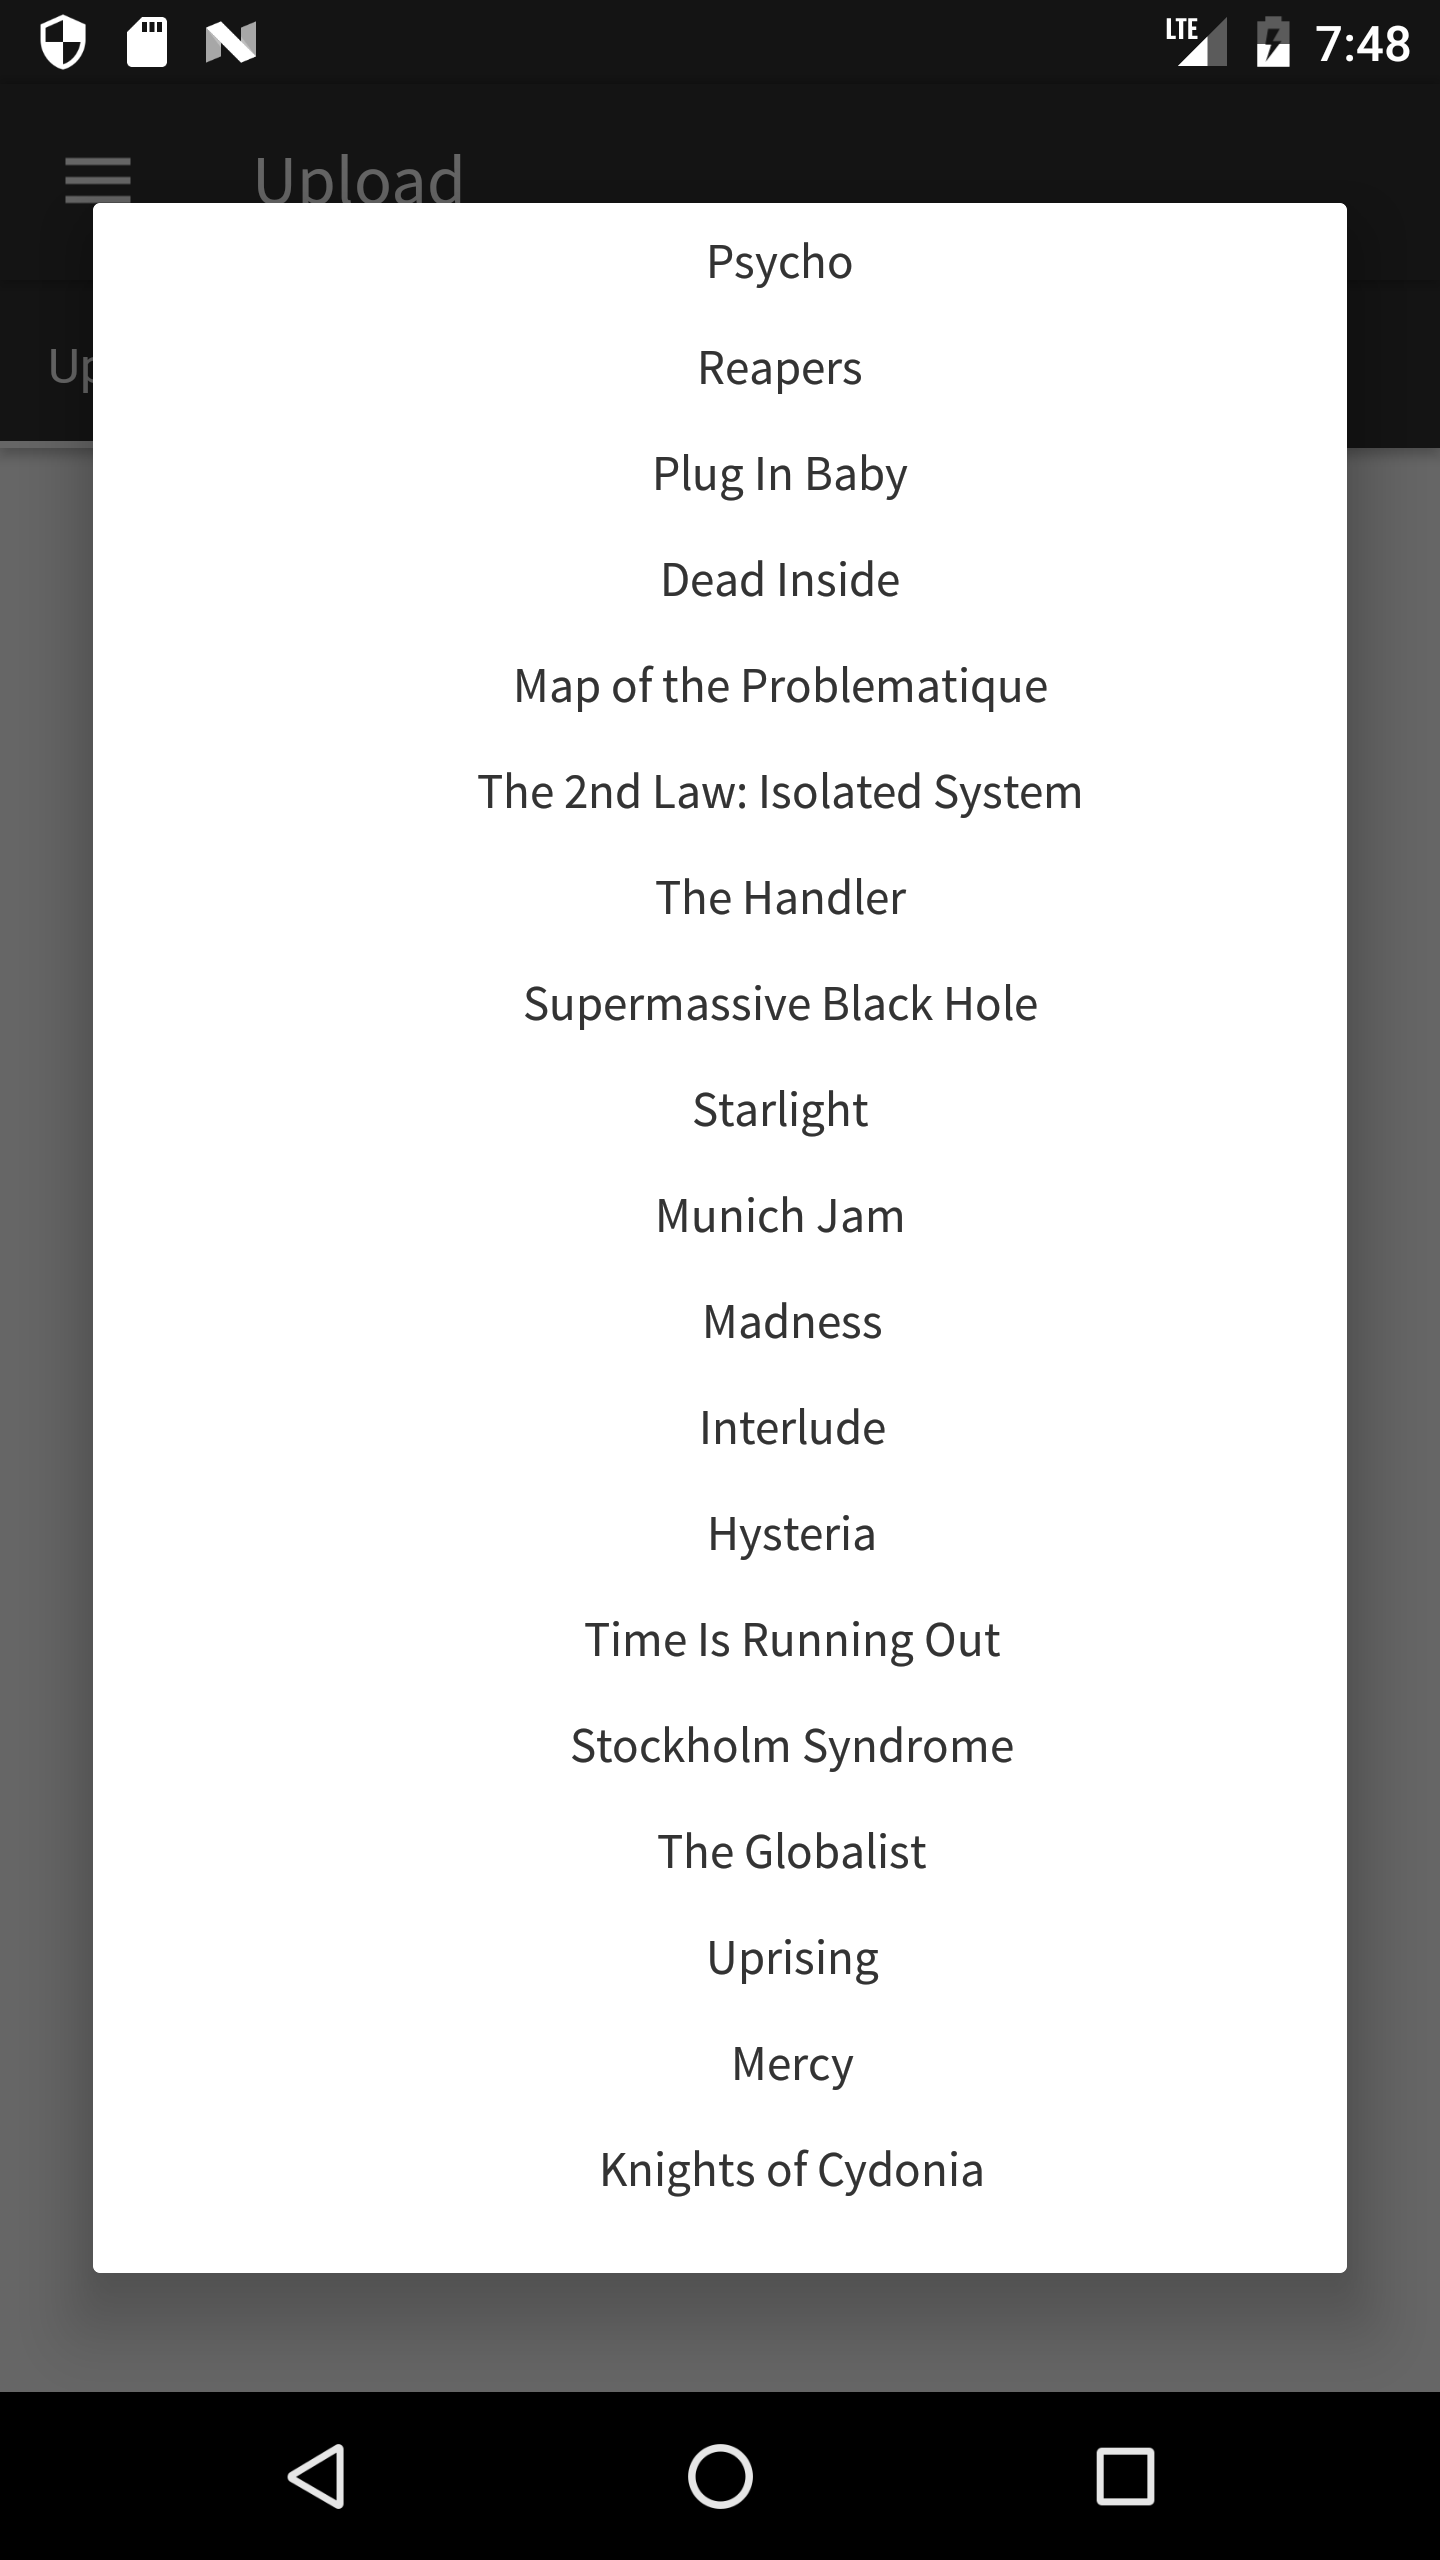 LTE 7:48
Upload
Up
Psycho
Reapers
Plug In Baby
Dead Inside
Map of the Problematique
The 2nd Law: Isolated System
The Handler
Supermassive Black Hole
Starlight
Munich Jam
Madness
Interlude
Hysteria
Time Is Running Out
Stockholm Syndrome
The Globalist
Uprising
Mercy
Knights of Cydonia